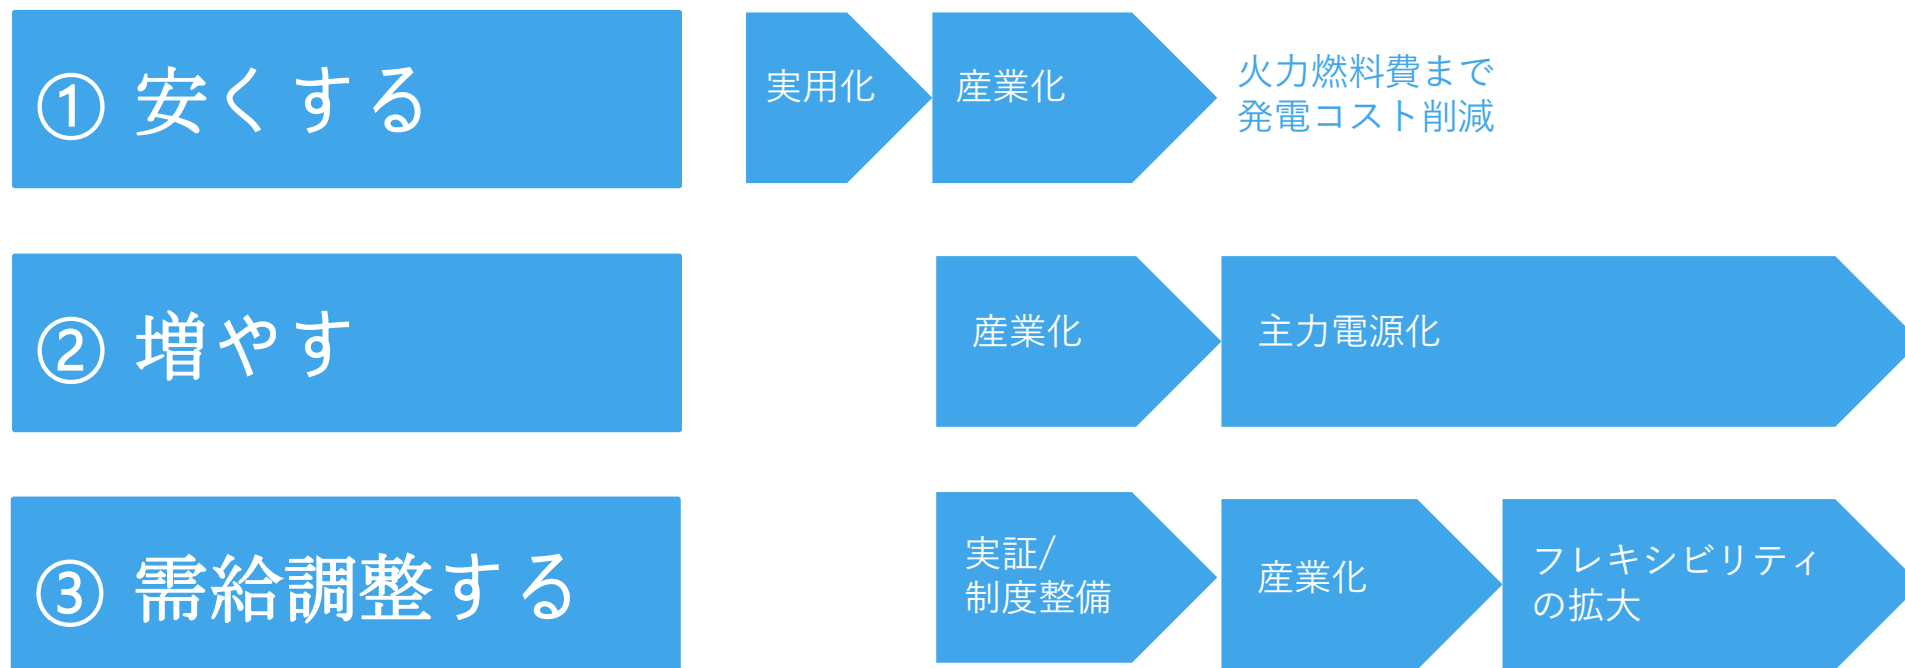 ① 安くする
実用化
産業化
火力燃料費まで
発電コスト削減
② 増やす
産業化
主力電源化
③ 需給調整する
実証/
制度整備
産業化
フレキシビリティ
の拡大